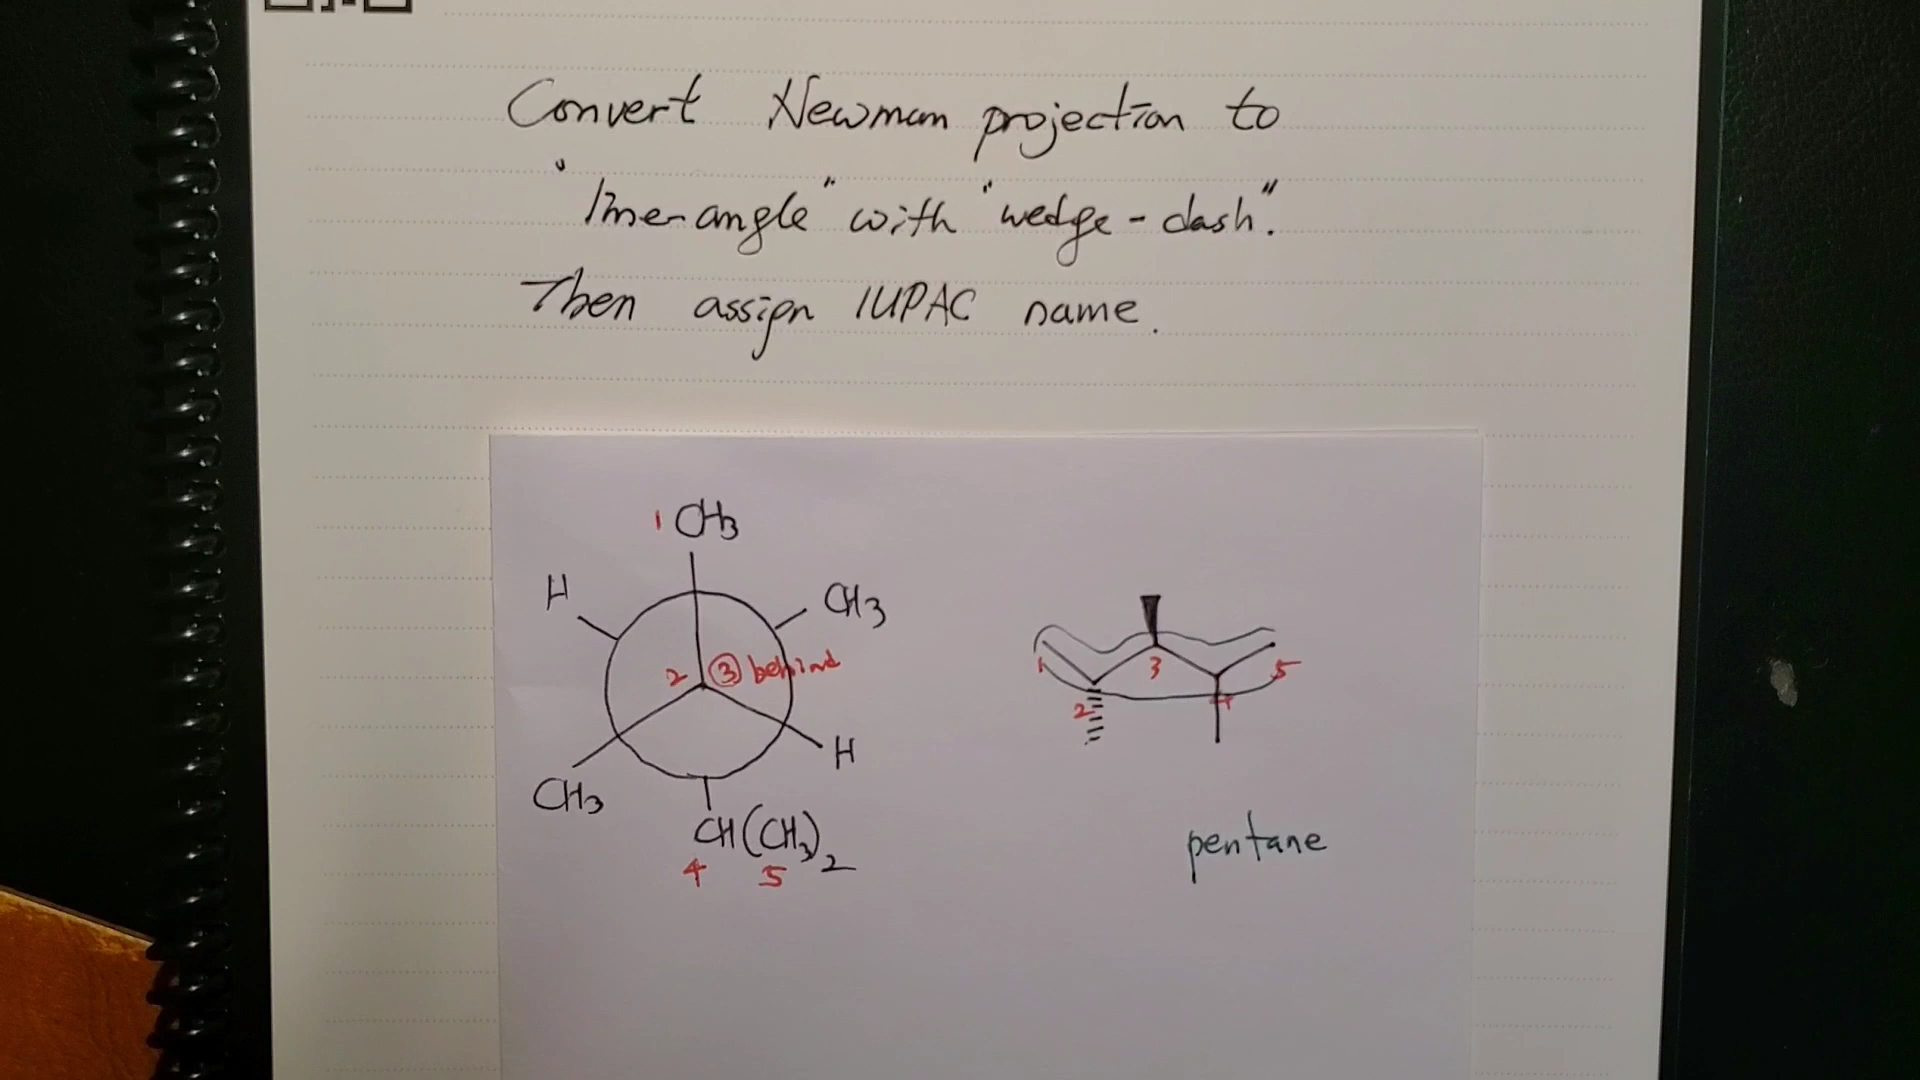 Convert Newman projection to
"line-angle" with "wedge-dash".
Then assign IUPAC name.
1 CH3
H
CH3
2 ③ behind
1 2 3 4 5
CH3
H
CH(CH3)2
4 5
pentane